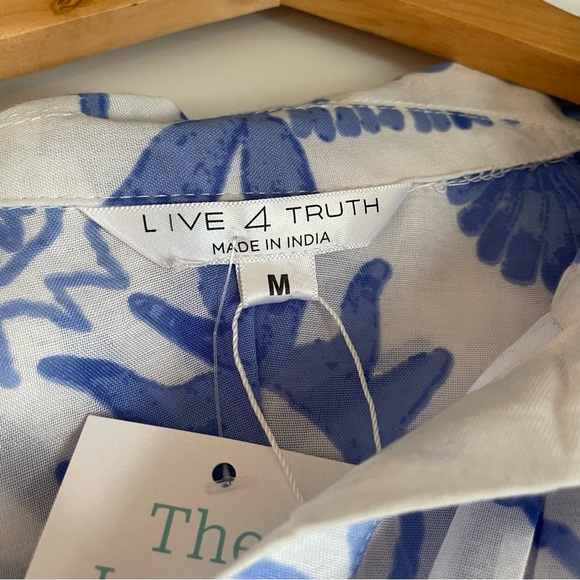 LIVE 4 TRUTH
MADE IN INDIA
M
The